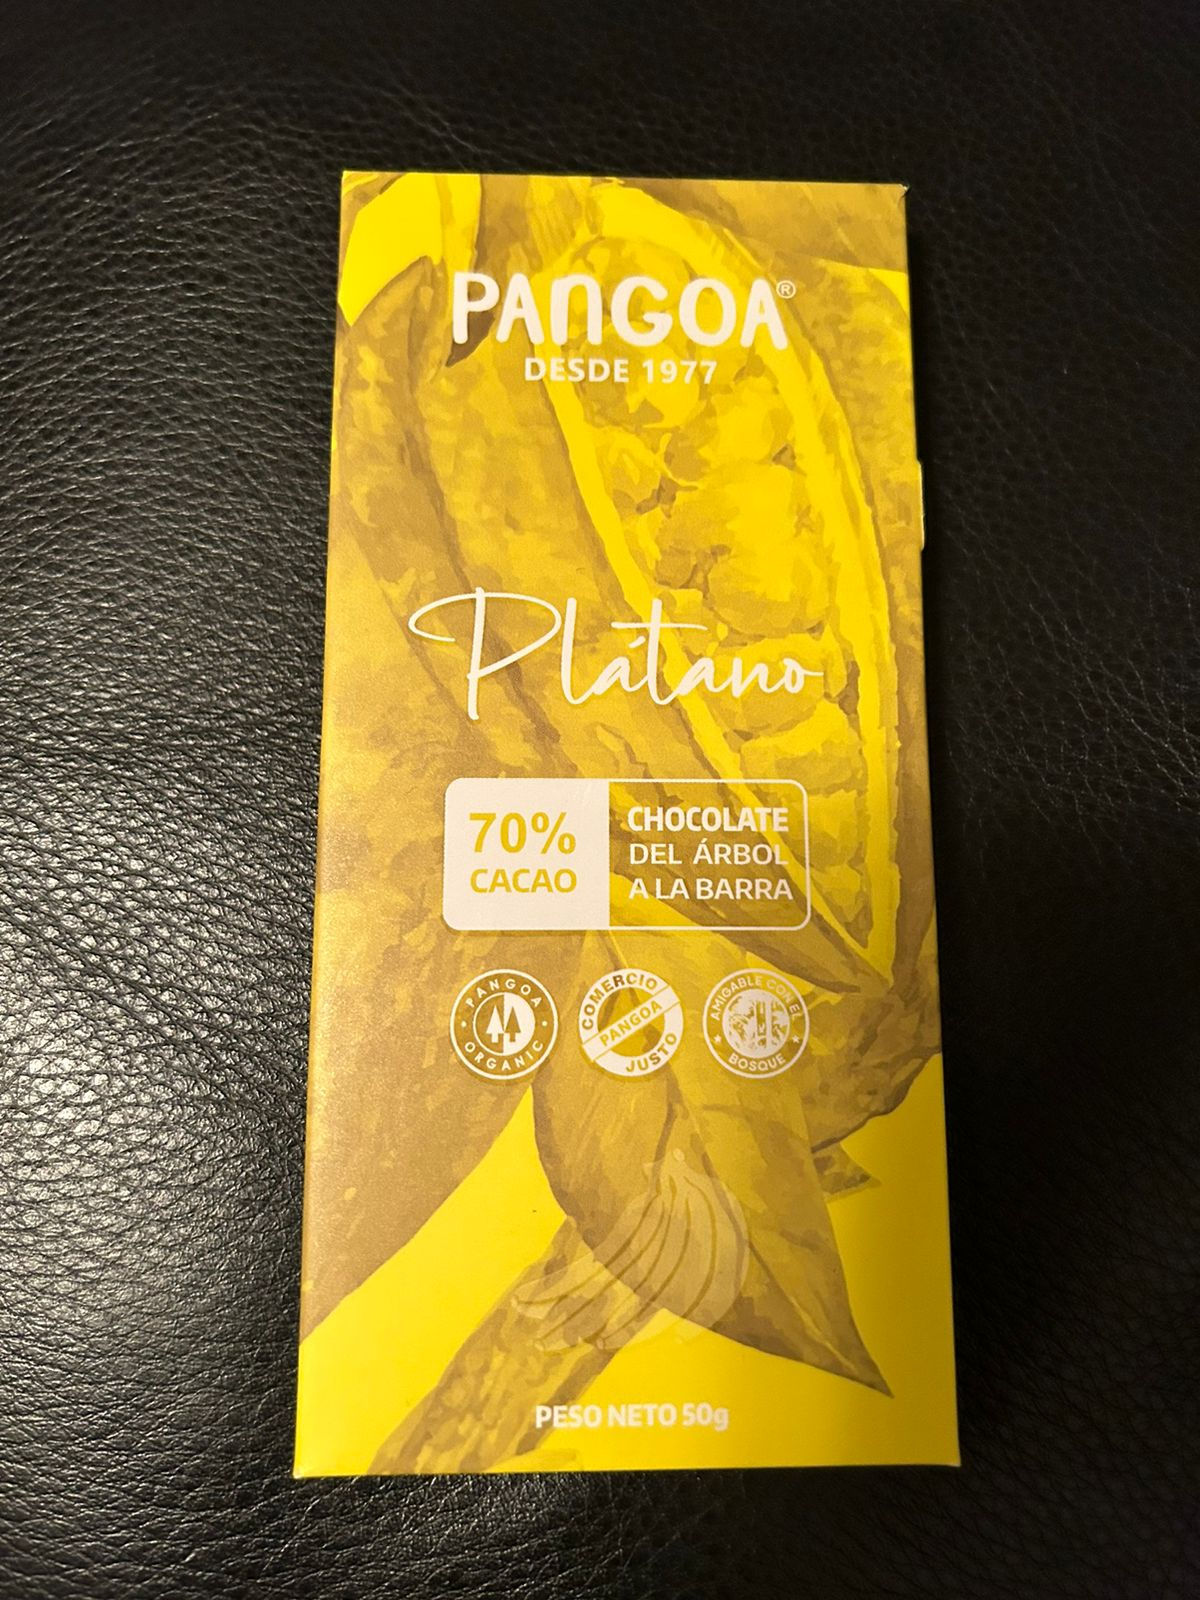 PANGOA®
DESDE 1977
Plátano
70%
CACAO
CHOCOLATE
DEL ÁRBOL
A LA BARRA
PANGOA
ORGANIC
COMERCIO
PANGOA
JUSTO
AMIGABLE CON EL
BOSQUE
PESO NETO 50g